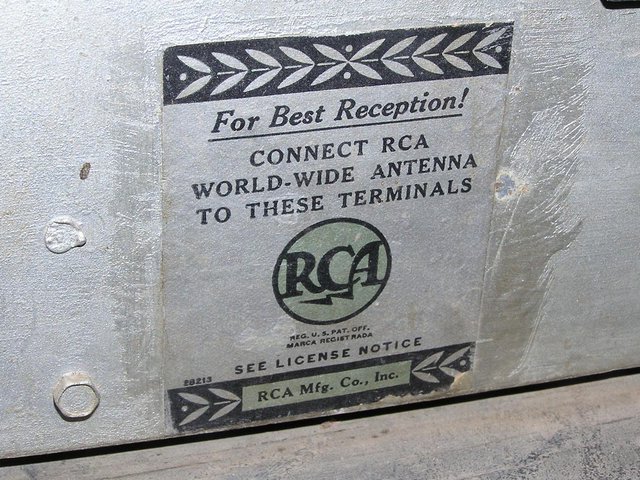 For Best Reception!
CONNECT RCA
WORLD-WIDE ANTENNA
TO THESE TERMINALS
RCA
REG. U. S. PAT. OFF.
MARCA REGISTRADA
SEE LICENSE NOTICE
28213
RCA Mfg. Co., Inc.